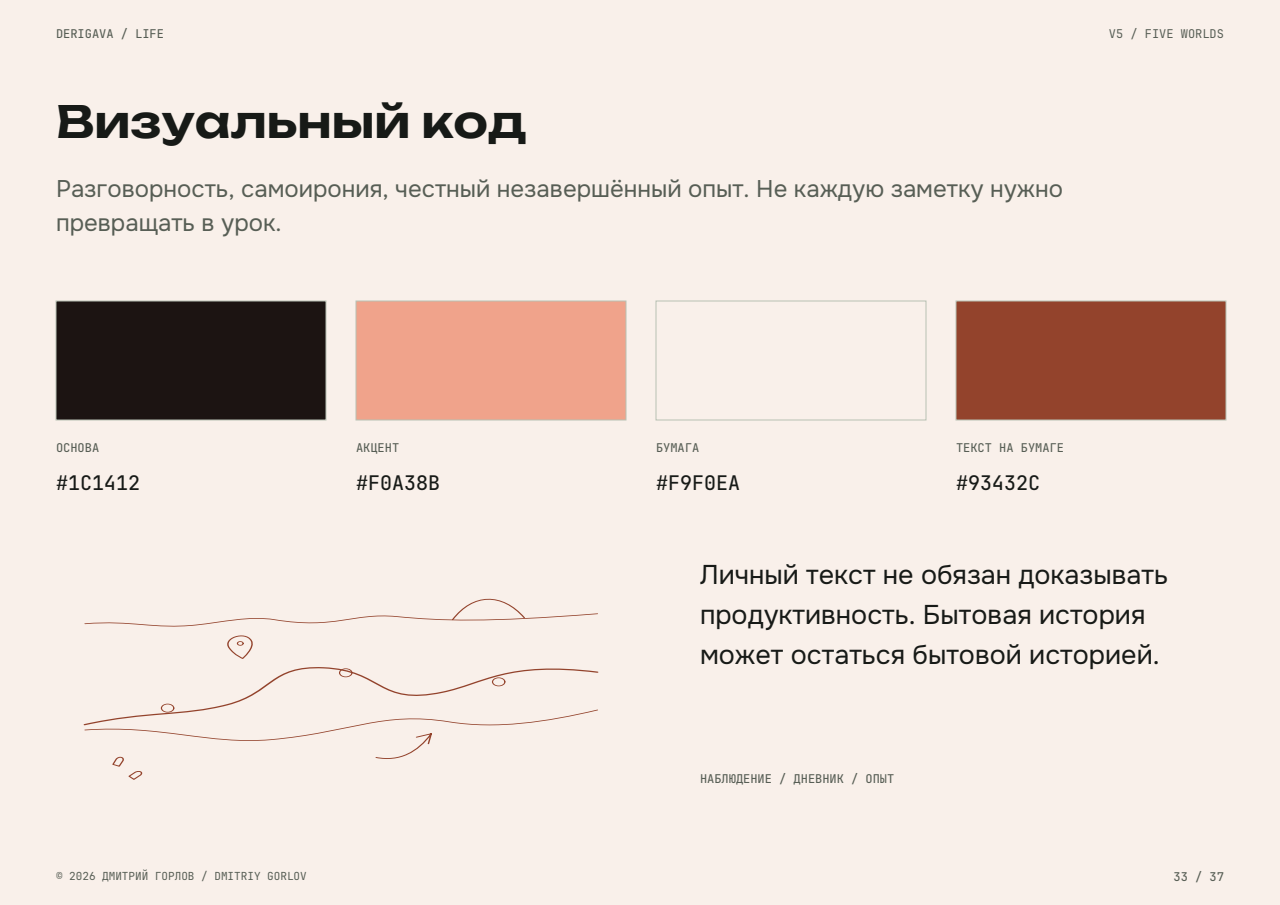 DERIGAVA / LIFE
V5 / FIVE WORLDS
Визуальный код
Разговорность, самоирония, честный незавершённый опыт. Не каждую заметку нужно
превращать в урок.
ОСНОВА
АКЦЕНТ
БУМАГА
ТЕКСТ НА БУМАГЕ
#1C1412
#F0A38B
#F9F0EA
#93432C
Личный текст не обязан доказывать
продуктивность. Бытовая история
может остаться бытовой историей.
НАБЛЮДЕНИЕ / ДНЕВНИК / ОПЫТ
© 2026 ДМИТРИЙ ГОРЛОВ / DMITRIY GORLOV
33 / 37